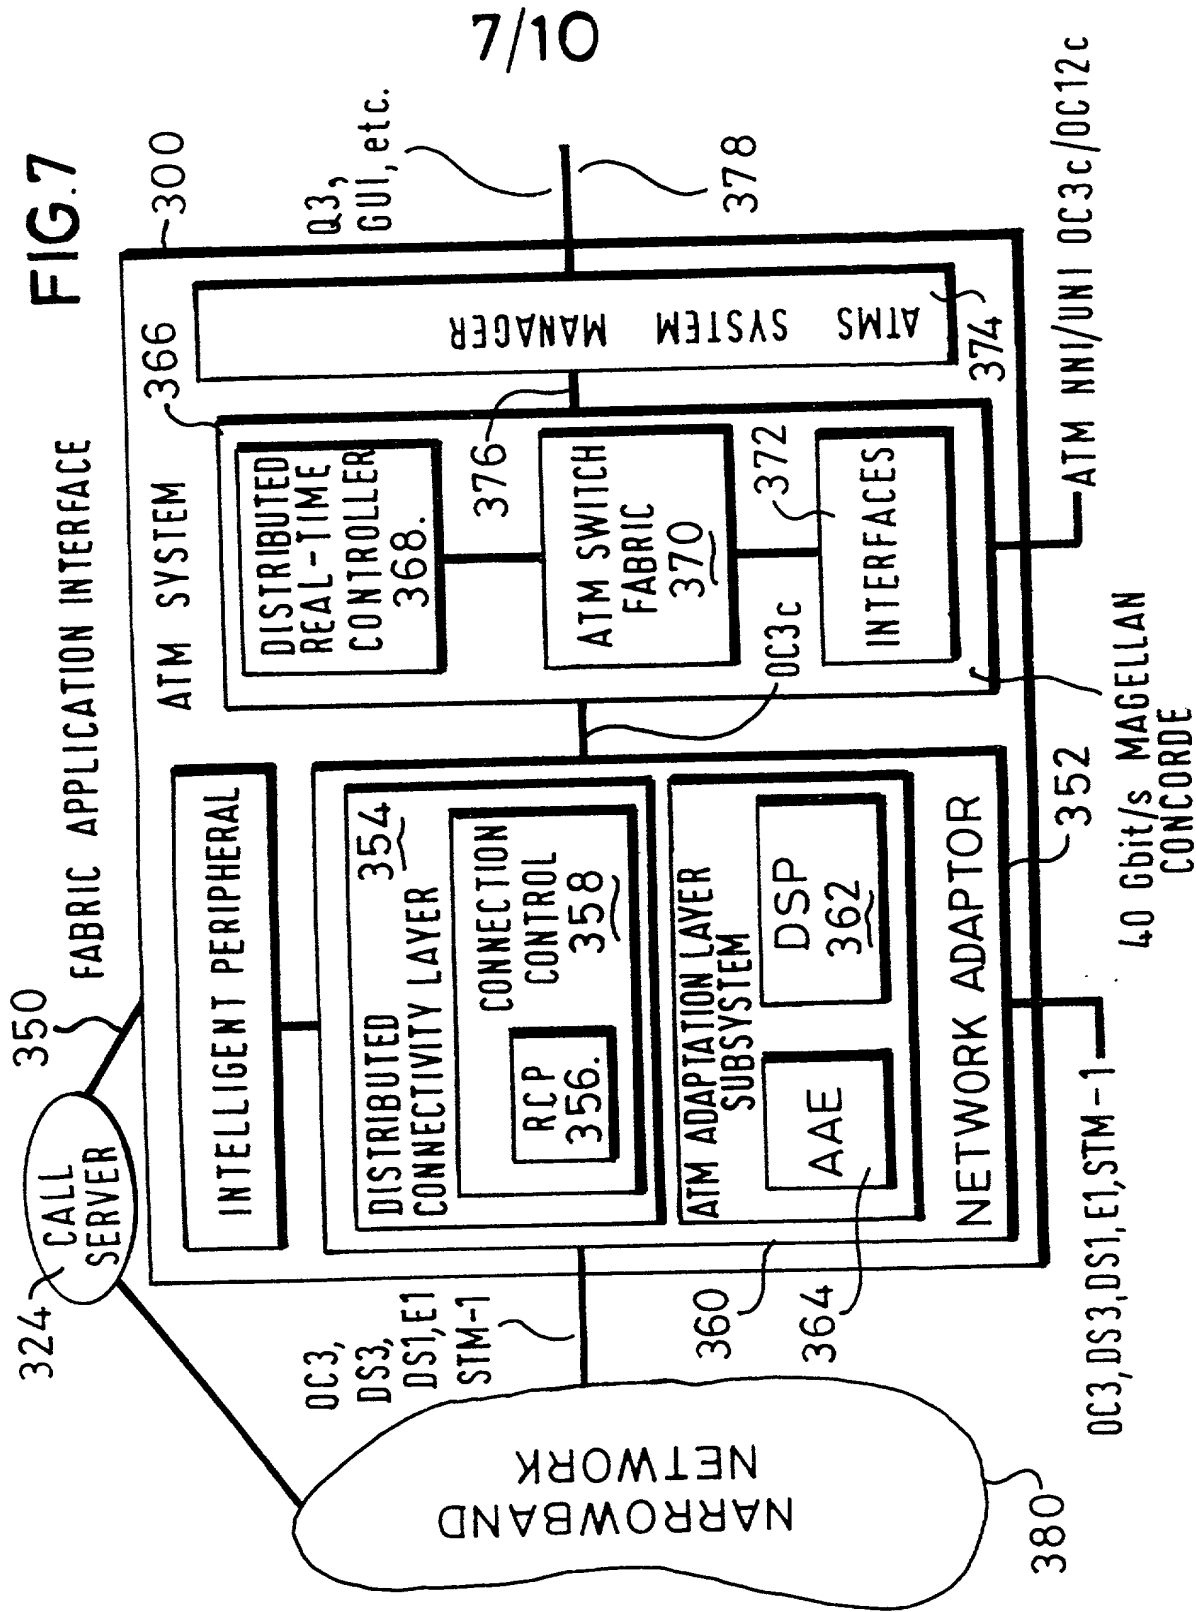 7/10
FIG.7
300
Q3,
GUI, etc.
378
366
FABRIC APPLICATION INTERFACE
350
CALL
SERVER
324
ATM SYSTEM
INTELLIGENT PERIPHERAL
DISTRIBUTED
CONNECTIVITY LAYER
354
CONNECTION
CONTROL
358
RCP
356.
ATM ADAPTATION LAYER
SUBSYSTEM
AAE
DSP
362
NETWORK ADAPTOR
360
364
352
OC3,
DS3,
DS1,E1
STM-1
NARROWBAND
NETWORK
380
DISTRIBUTED
REAL-TIME
CONTROLLER
368.
376
ATM SWITCH
FABRIC
370
372
INTERFACES
OC3c
ATMS SYSTEM
MANAGER
374
ATM NNI/UNI OC3c/OC12c
40 Gbit/s MAGELLAN
CONCORDE
OC3,DS3,DS1,E1,STM-1